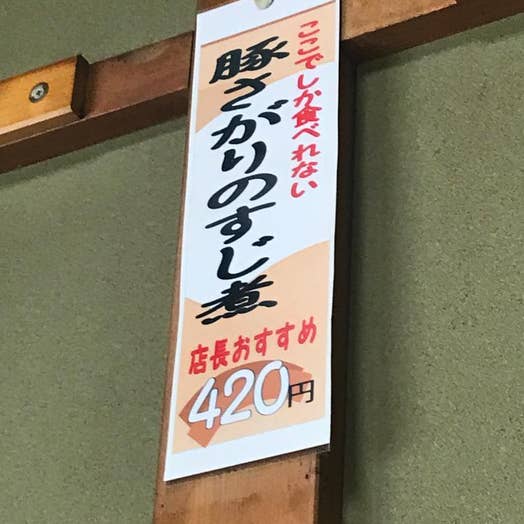 ここでしか食べれない
豚さがりのすじ煮
店長おすすめ
420円